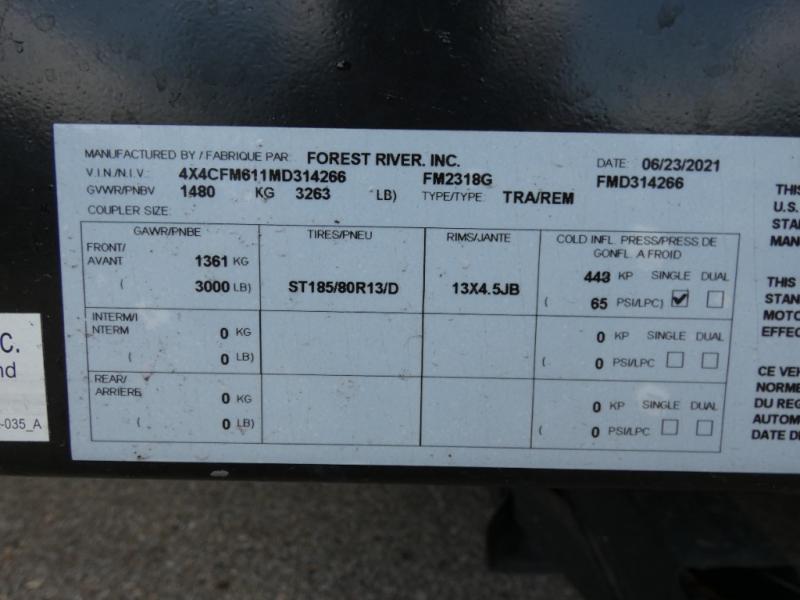 MANUFACTURED BY / FABRIQUE PAR: FOREST RIVER. INC. DATE: 06/23/2021
V.I.N./N.I.V.: 4X4CFM611MD314266 FM2318G FMD314266
GVWR/PNBV 1480 KG 3263 LB) TYPE/TYPE: TRA/REM
COUPLER SIZE:
GAWR/PNBE TIRES/PNEU RIMS/JANTE COLD INFL. PRESS/PRESS DE
GONFL. A FROID
FRONT/
AVANT 1361 KG 443 KP SINGLE DUAL
( 3000 LB) ST185/80R13/D 13X4.5JB ( 65 PSI/LPC)
INTERM/I
NTERM 0 KG 0 KP SINGLE DUAL
( 0 LB) ( 0 PSI/LPC
REAR/
ARRIERE 0 KG 0 KP SINGLE DUAL
( 0 LB) ( 0 PSI/LPC
THIS
U.S.
STAN
MAN
THIS
STAN
MOTO
EFFEC
CE VEH
NORME
DU REG
AUTOM
DATE D
C.
nd
-035_A